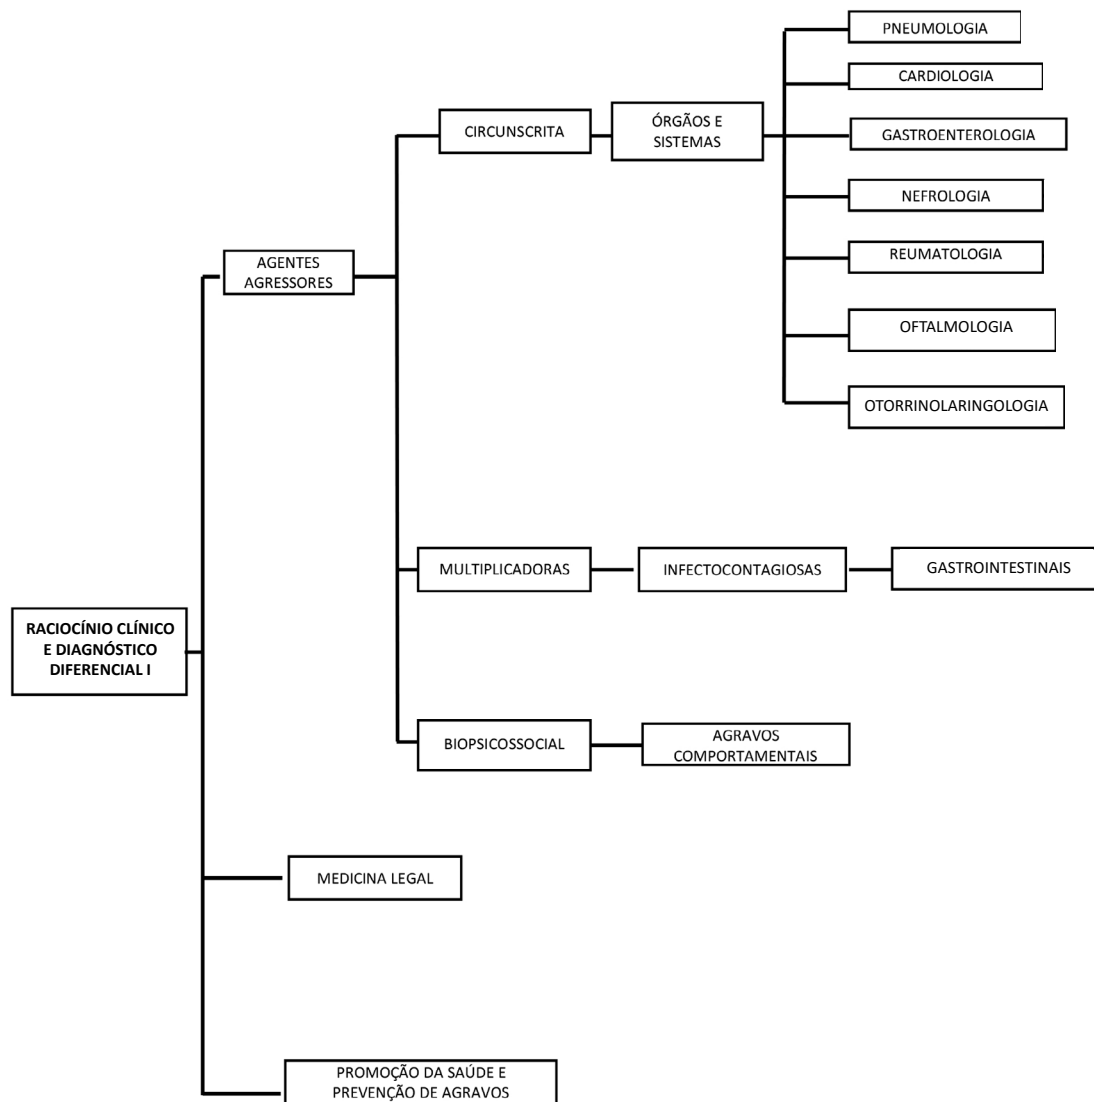 PNEUMOLOGIA
CARDIOLOGIA
CIRCUNSCRITA
ÓRGÃOS E
SISTEMAS
GASTROENTEROLOGIA
NEFROLOGIA
AGENTES
AGRESSORES
REUMATOLOGIA
OFTALMOLOGIA
OTORRINOLARINGOLOGIA
MULTIPLICADORAS
INFECTOCONTAGIOSAS
GASTROINTESTINAIS
RACIOCÍNIO CLÍNICO
E DIAGNÓSTICO
DIFERENCIAL I
BIOPSICOSSOCIAL
AGRAVOS
COMPORTAMENTAIS
MEDICINA LEGAL
PROMOÇÃO DA SAÚDE E
PREVENÇÃO DE AGRAVOS